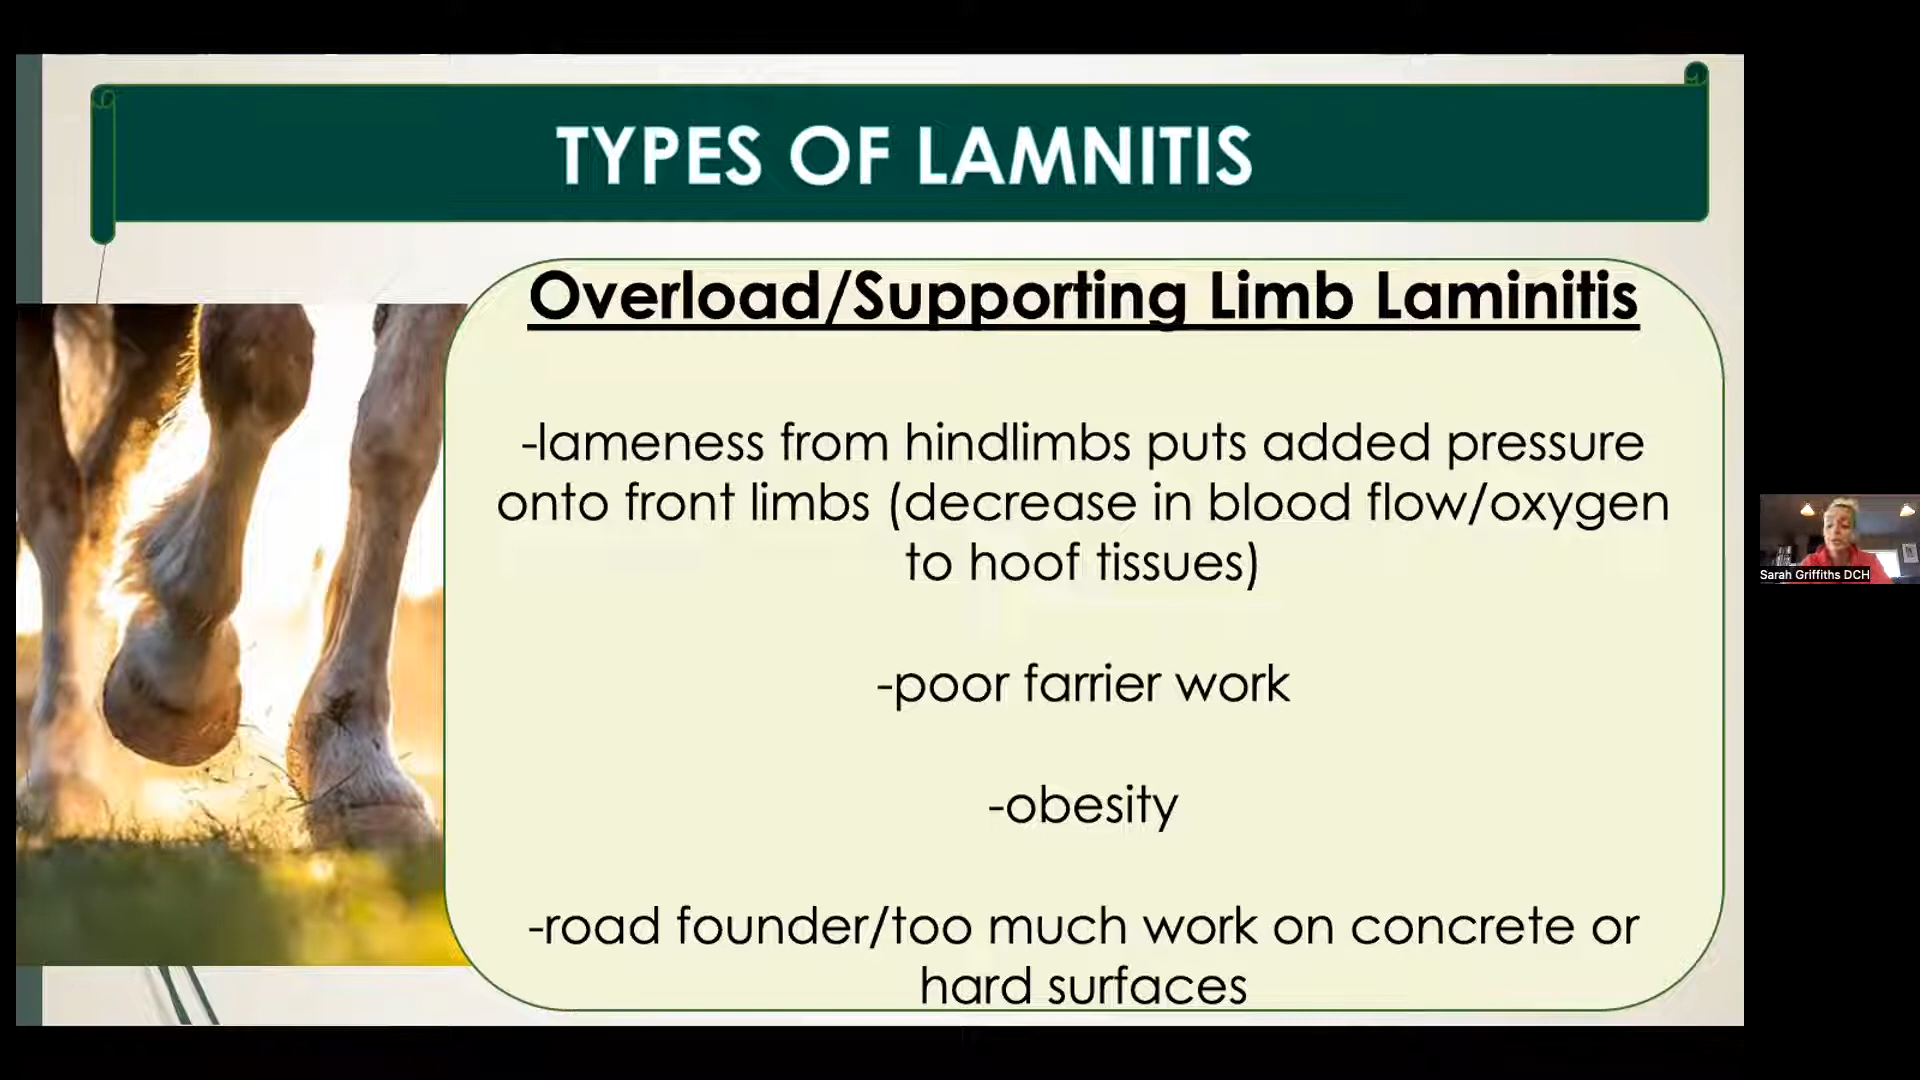 TYPES OF LAMNITIS
Overload/Supporting Limb Laminitis
-lameness from hindlimbs puts added pressure
onto front limbs (decrease in blood flow/oxygen
to hoof tissues)
-poor farrier work
-obesity
-road founder/too much work on concrete or
hard surfaces
Sarah Griffiths DCH